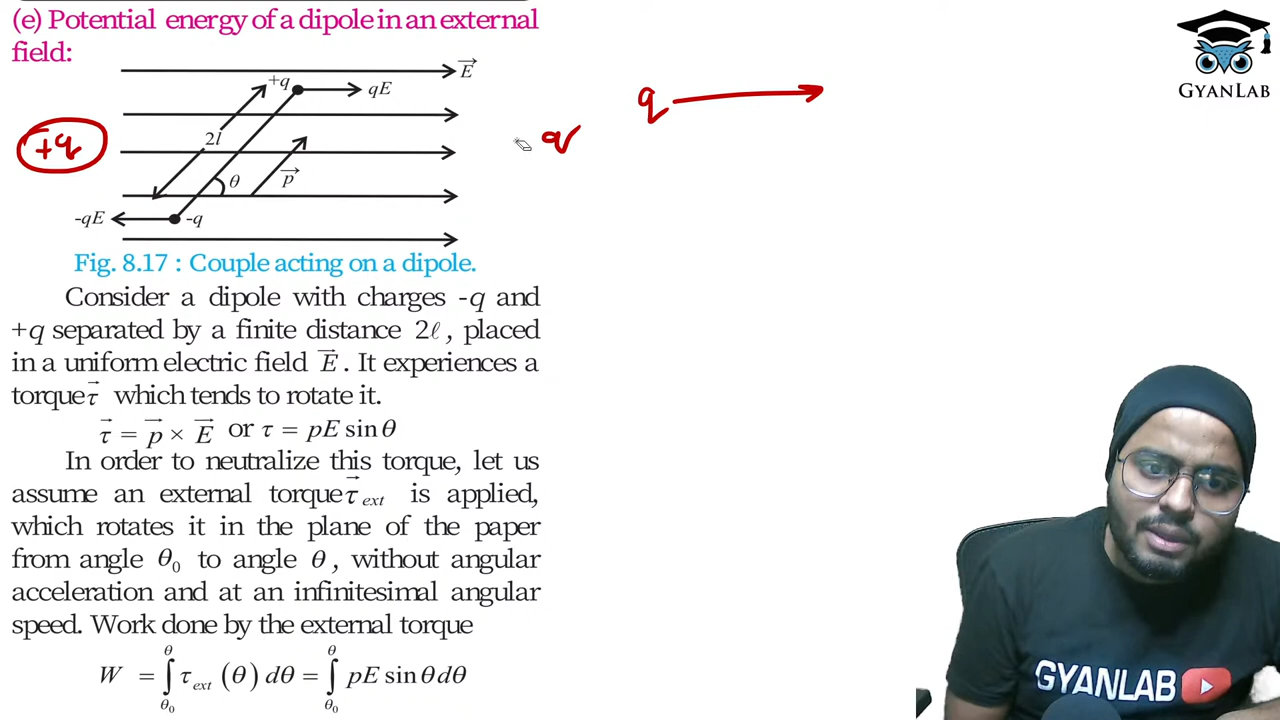 (e) Potential energy of a dipole in an external
field:
+q
qE
E⃗
2l
θ
p⃗
-qE
-q
+q
q
q
Fig. 8.17 : Couple acting on a dipole.
Consider a dipole with charges -q and
+q separated by a finite distance 2ℓ, placed
in a uniform electric field E⃗. It experiences a
torque τ⃗ which tends to rotate it.
τ⃗ = p⃗ × E⃗ or τ = pE sinθ
In order to neutralize this torque, let us
assume an external torque τ⃗ₑₓₜ is applied,
which rotates it in the plane of the paper
from angle θ₀ to angle θ, without angular
acceleration and at an infinitesimal angular
speed. Work done by the external torque
W = ∫_{θ₀}^{θ} τₑₓₜ (θ) dθ = ∫_{θ₀}^{θ} pE sinθ dθ
GYANLAB
GYANLAB